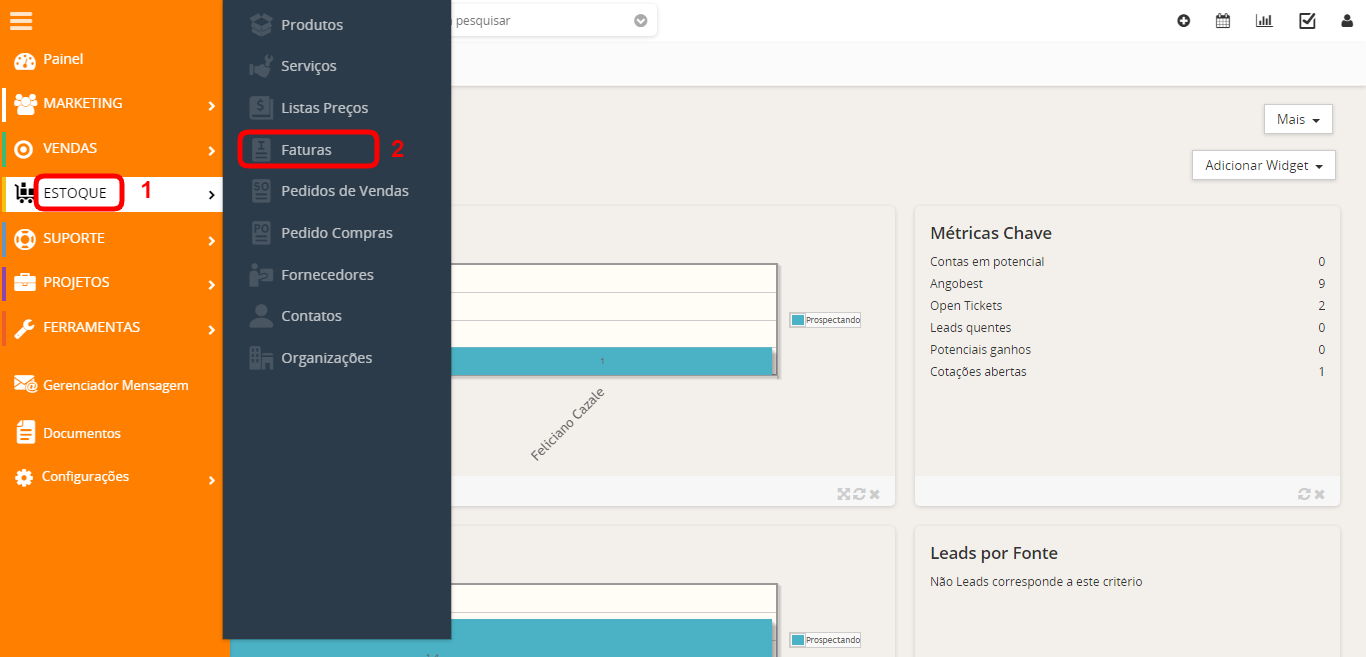 Painel
MARKETING
VENDAS
ESTOQUE
1
SUPORTE
PROJETOS
FERRAMENTAS
Gerenciador Mensagem
Documentos
Configurações
Produtos
Serviços
Listas Preços
Faturas
2
Pedidos de Vendas
Pedido Compras
Fornecedores
Contatos
Organizações
pesquisar
Mais
Adicionar Widget
1
Feliciano Cazale
Prospectando
Métricas Chave
Contas em potencial 0
Angobest 9
Open Tickets 2
Leads quentes 0
Potenciais ganhos 0
Cotações abertas 1
Prospectando
Leads por Fonte
Não Leads corresponde a este critério